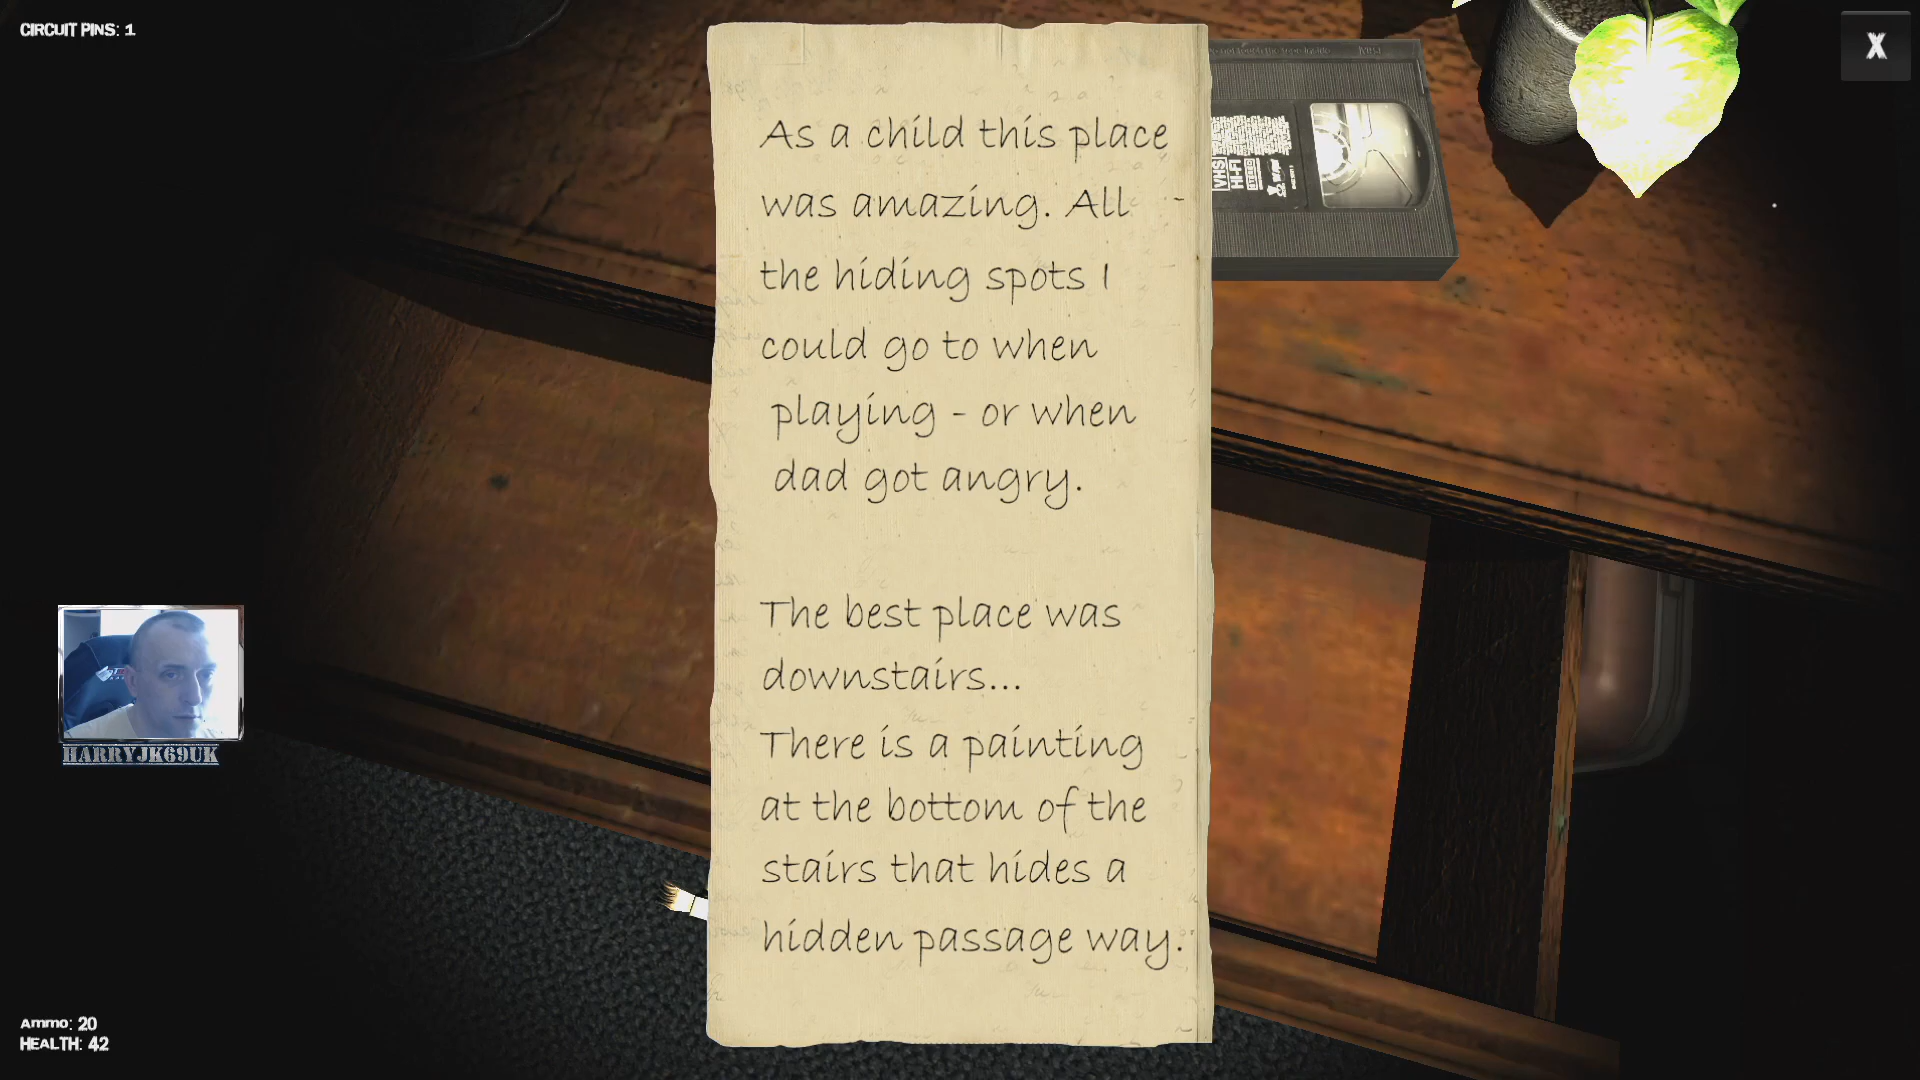 CIRCUIT PINS: 1
X
As a child this place
was amazing. All -
the hiding spots I
could go to when
playing - or when
dad got angry.
The best place was
downstairs...
There is a painting
at the bottom of the
stairs that hides a
hidden passage way.
VHS
HI-FI
STEREO
HARRYJK69UK
Ammo: 20
HEALTH: 42